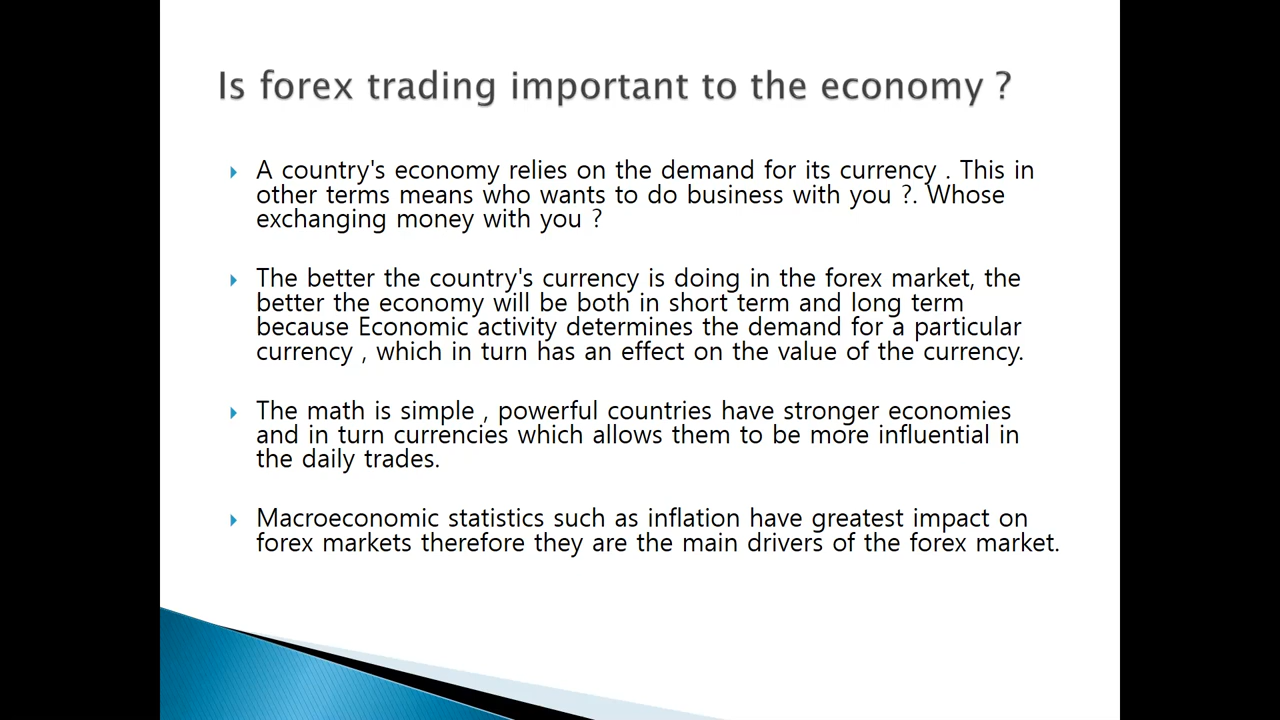 Is forex trading important to the economy ?
A country's economy relies on the demand for its currency . This in
other terms means who wants to do business with you ?. Whose
exchanging money with you ?
The better the country's currency is doing in the forex market, the
better the economy will be both in short term and long term
because Economic activity determines the demand for a particular
currency , which in turn has an effect on the value of the currency.
The math is simple , powerful countries have stronger economies
and in turn currencies which allows them to be more influential in
the daily trades.
Macroeconomic statistics such as inflation have greatest impact on
forex markets therefore they are the main drivers of the forex market.